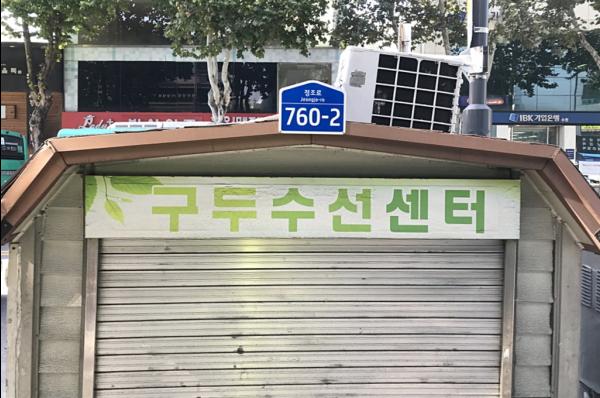 정조로
Jeongjo-ro
760-2
IBK기업은행
구두수선센터